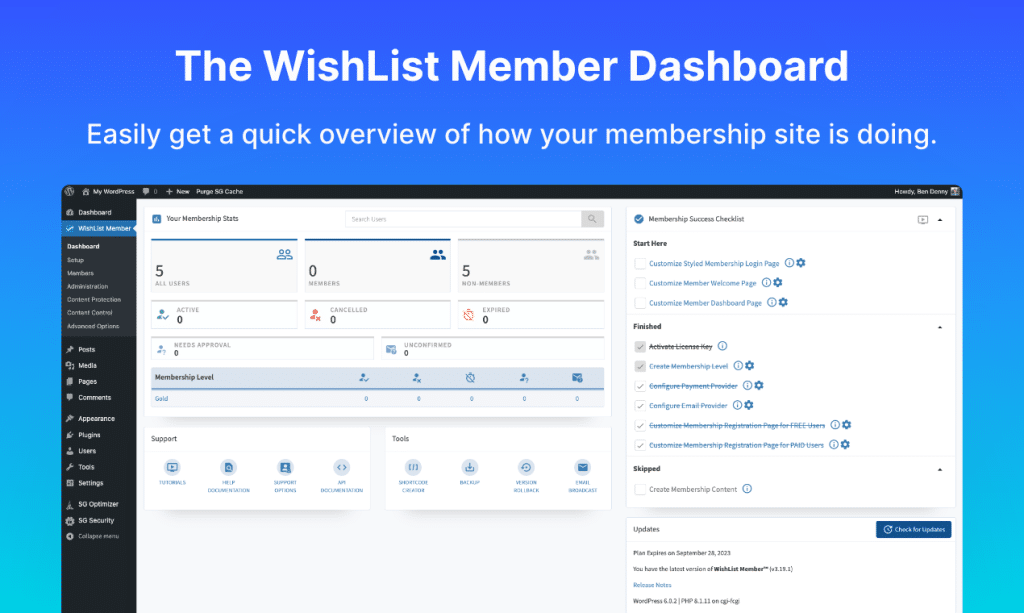 The WishList Member Dashboard
Easily get a quick overview of how your membership site is doing.
My WordPress 0 New Purge SG Cache
Howdy, Ben Denny
Dashboard
WishList Member
Dashboard
Setup
Members
Administration
Content Protection
Content Control
Advanced Options
Posts
Media
Pages
Comments
Appearance
Plugins
Users
Tools
Settings
SG Optimizer
SG Security
Collapse menu
Your Membership Stats
Search Users
5
ALL USERS
0
MEMBERS
5
NON-MEMBERS
ACTIVE
0
CANCELLED
0
EXPIRED
0
NEEDS APPROVAL
0
UNCONFIRMED
0
Membership Level
Gold 0 0 0 0 0
Support
TUTORIALS
HELP
DOCUMENTATION
SUPPORT
OPTIONS
API
DOCUMENTATION
Tools
SHORTCODE
CREATOR
BACKUP
VERSION
ROLLBACK
EMAIL
BROADCAST
Membership Success Checklist
Start Here
Customize Styled Membership Login Page
Customize Member Welcome Page
Customize Member Dashboard Page
Finished
Activate License Key
Create Membership Level
Configure Payment Provider
Configure Email Provider
Customize Membership Registration Page for FREE Users
Customize Membership Registration Page for PAID Users
Skipped
Create Membership Content
Updates
Check for Updates
Plan Expires on September 28, 2023
You have the latest version of WishList Member™ (v3.19.1)
Release Notes
WordPress 6.0.2 | PHP 8.1.11 on cgi-fcgi